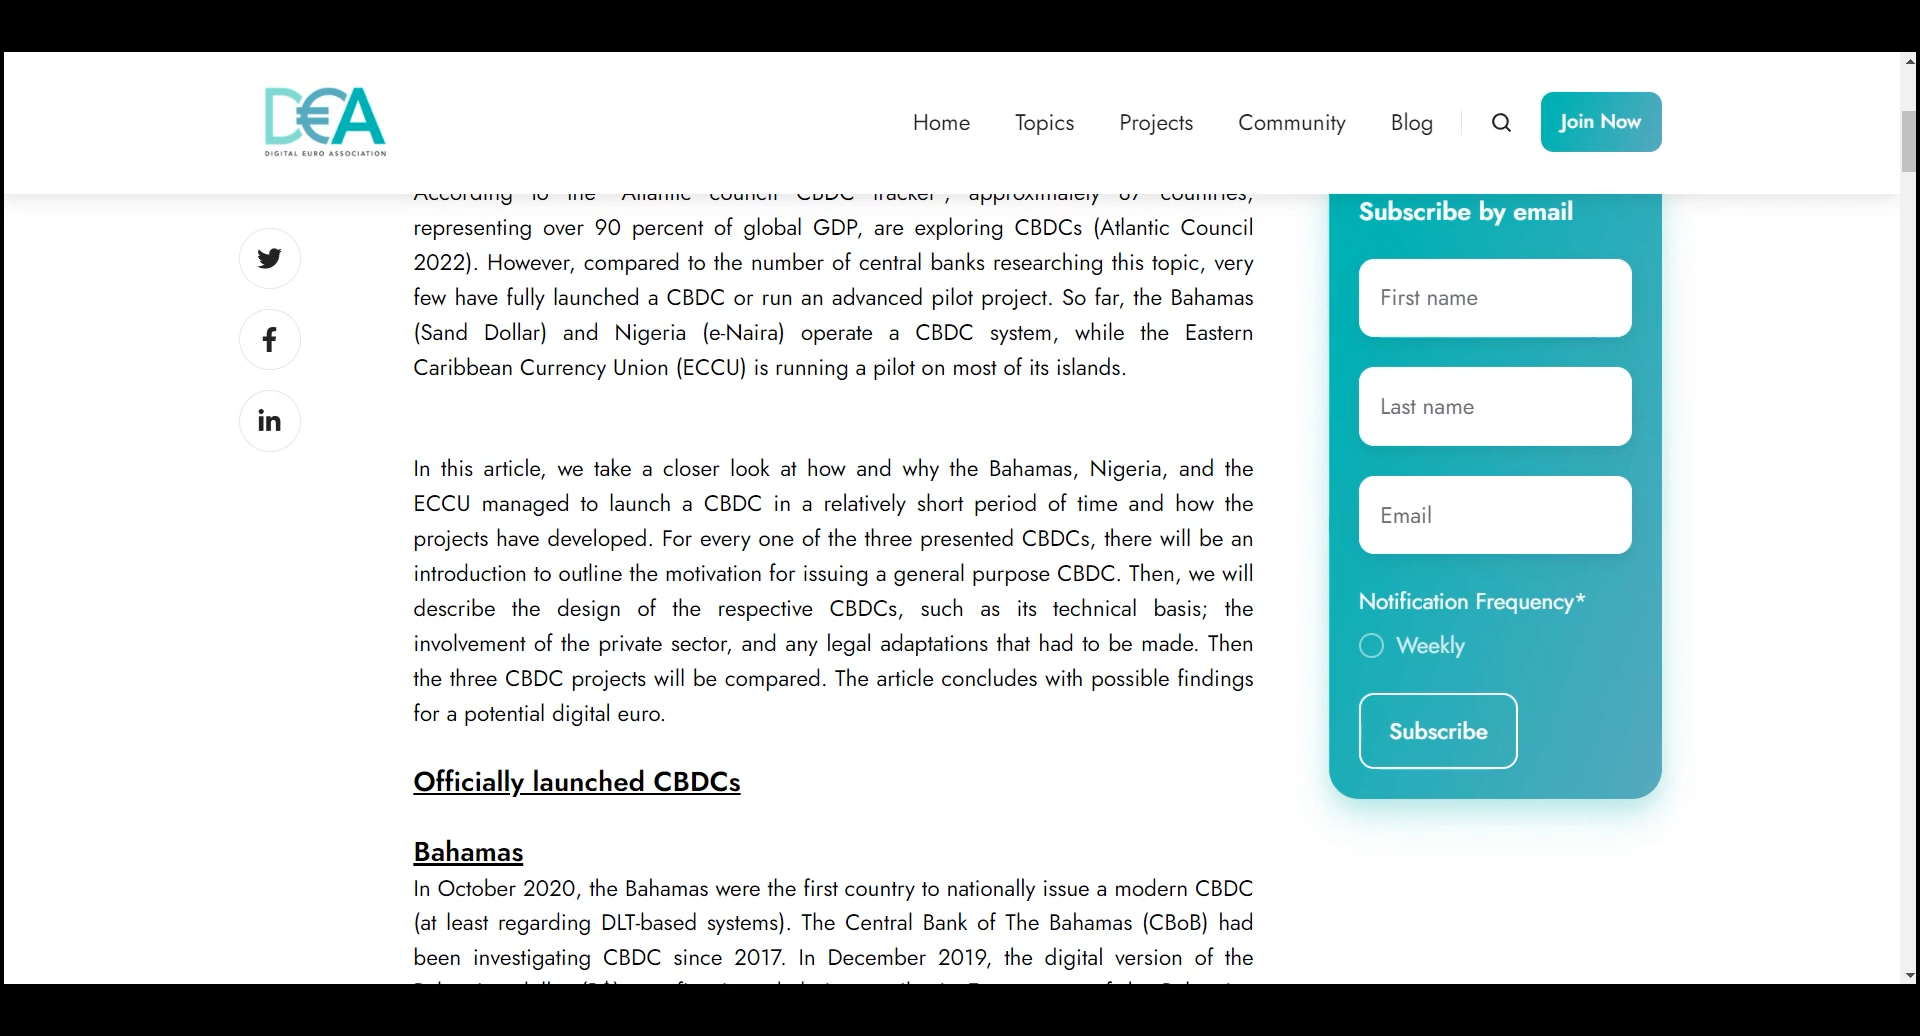 DEA
DIGITAL EURO ASSOCIATION
Home
Topics
Projects
Community
Blog
Join Now
According to the "Atlantic council CBDC Tracker", approximately 87 countries,
representing over 90 percent of global GDP, are exploring CBDCs (Atlantic Council
2022). However, compared to the number of central banks researching this topic, very
few have fully launched a CBDC or run an advanced pilot project. So far, the Bahamas
(Sand Dollar) and Nigeria (e-Naira) operate a CBDC system, while the Eastern
Caribbean Currency Union (ECCU) is running a pilot on most of its islands.
In this article, we take a closer look at how and why the Bahamas, Nigeria, and the
ECCU managed to launch a CBDC in a relatively short period of time and how the
projects have developed. For every one of the three presented CBDCs, there will be an
introduction to outline the motivation for issuing a general purpose CBDC. Then, we will
describe the design of the respective CBDCs, such as its technical basis; the
involvement of the private sector, and any legal adaptations that had to be made. Then
the three CBDC projects will be compared. The article concludes with possible findings
for a potential digital euro.
Officially launched CBDCs
Bahamas
In October 2020, the Bahamas were the first country to nationally issue a modern CBDC
(at least regarding DLT-based systems). The Central Bank of The Bahamas (CBoB) had
been investigating CBDC since 2017. In December 2019, the digital version of the
Subscribe by email
First name
Last name
Email
Notification Frequency*
Weekly
Subscribe